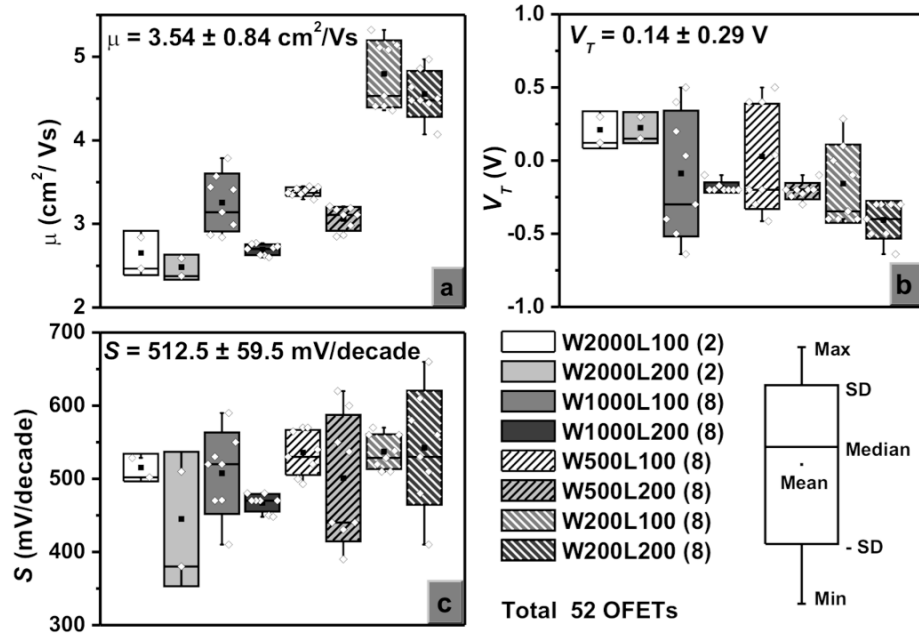 μ = 3.54 ± 0.84 cm²/Vs
5
4
3
2
μ (cm²/ Vs)
a
V_T = 0.14 ± 0.29 V
1.0
0.5
0.0
-0.5
-1.0
V_T (V)
b
S = 512.5 ± 59.5 mV/decade
700
600
500
400
300
S (mV/decade)
c
W2000L100 (2)
W2000L200 (2)
W1000L100 (8)
W1000L200 (8)
W500L100 (8)
W500L200 (8)
W200L100 (8)
W200L200 (8)
Total 52 OFETs
Max
SD
Median
Mean
- SD
Min